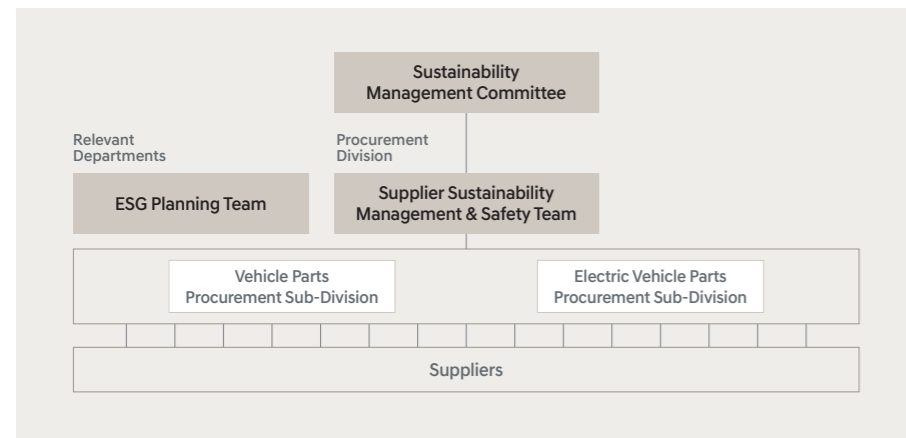 Sustainability
Management Committee
Relevant
Departments
Procurement
Division
ESG Planning Team
Supplier Sustainability
Management & Safety Team
Vehicle Parts
Procurement Sub-Division
Electric Vehicle Parts
Procurement Sub-Division
Suppliers